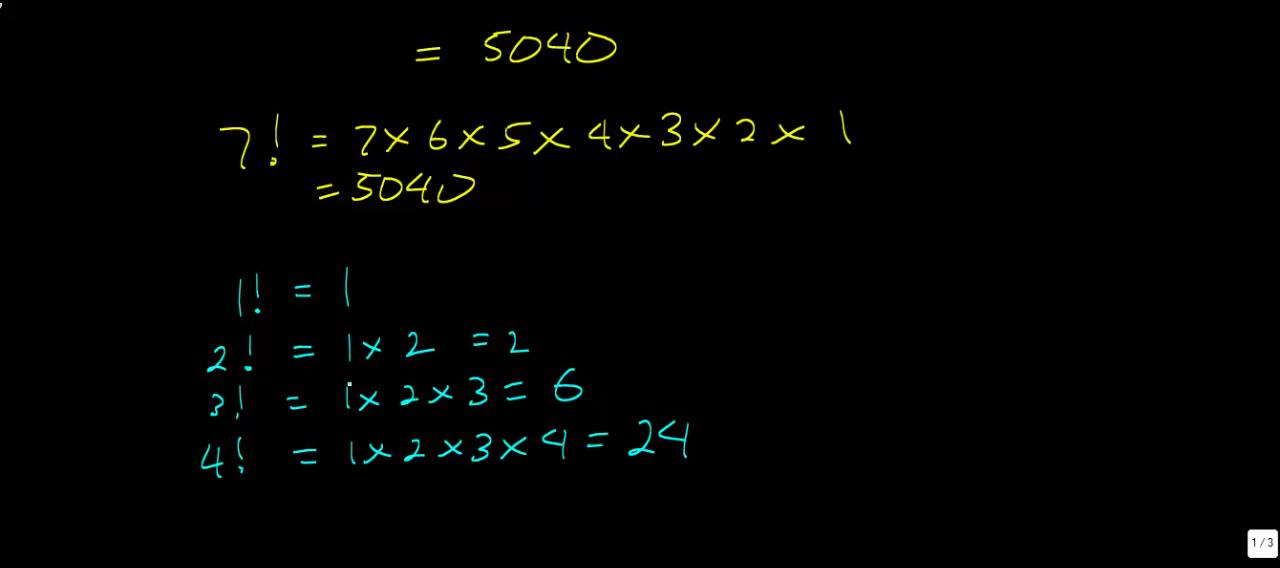 = 5040
7! = 7 × 6 × 5 × 4 × 3 × 2 × 1
= 5040
1! = 1
2! = 1 × 2 = 2
3! = 1 × 2 × 3 = 6
4! = 1 × 2 × 3 × 4 = 24
1 / 3